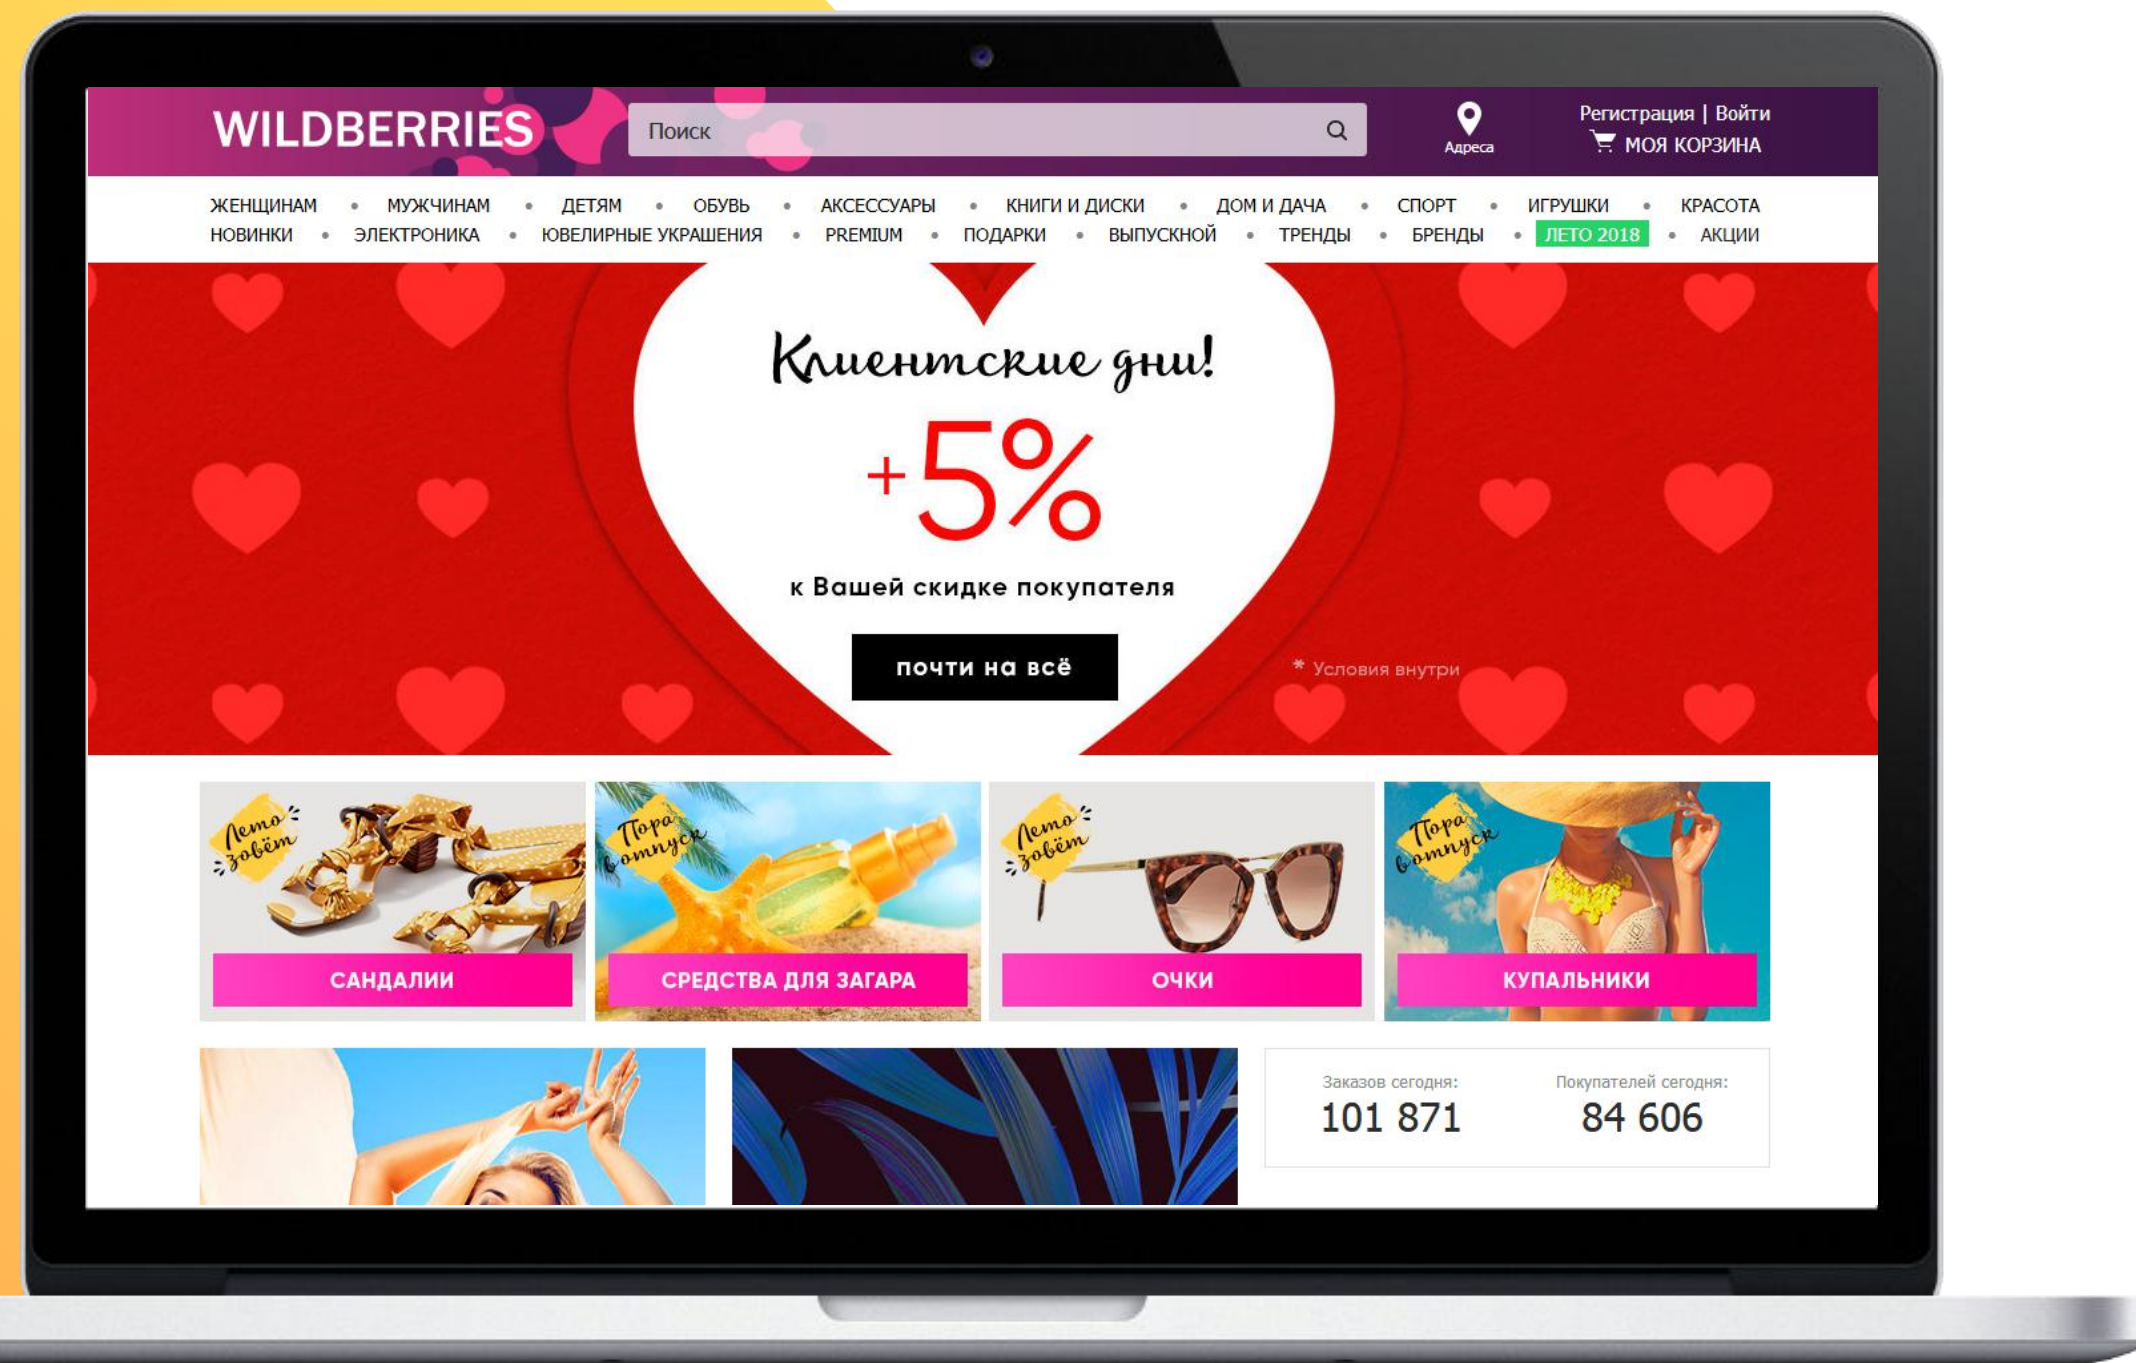 WILDBERRIES
Поиск
Адреса
Регистрация | Войти
МОЯ КОРЗИНА
ЖЕНЩИНАМ • МУЖЧИНАМ • ДЕТЯМ • ОБУВЬ • АКСЕССУАРЫ • КНИГИ И ДИСКИ • ДОМ И ДАЧА • СПОРТ • ИГРУШКИ • КРАСОТА
НОВИНКИ • ЭЛЕКТРОНИКА • ЮВЕЛИРНЫЕ УКРАШЕНИЯ • PREMIUM • ПОДАРКИ • ВЫПУСКНОЙ • ТРЕНДЫ • БРЕНДЫ • ЛЕТО 2018 • АКЦИИ
Клиентские дни!
+5%
к Вашей скидке покупателя
почти на всё
* Условия внутри
Лето
зовём
САНДАЛИИ
Пора
в отпуск
СРЕДСТВА ДЛЯ ЗАГАРА
Лето
зовём
ОЧКИ
Пора
в отпуск
КУПАЛЬНИКИ
Заказов сегодня:
101 871
Покупателей сегодня:
84 606